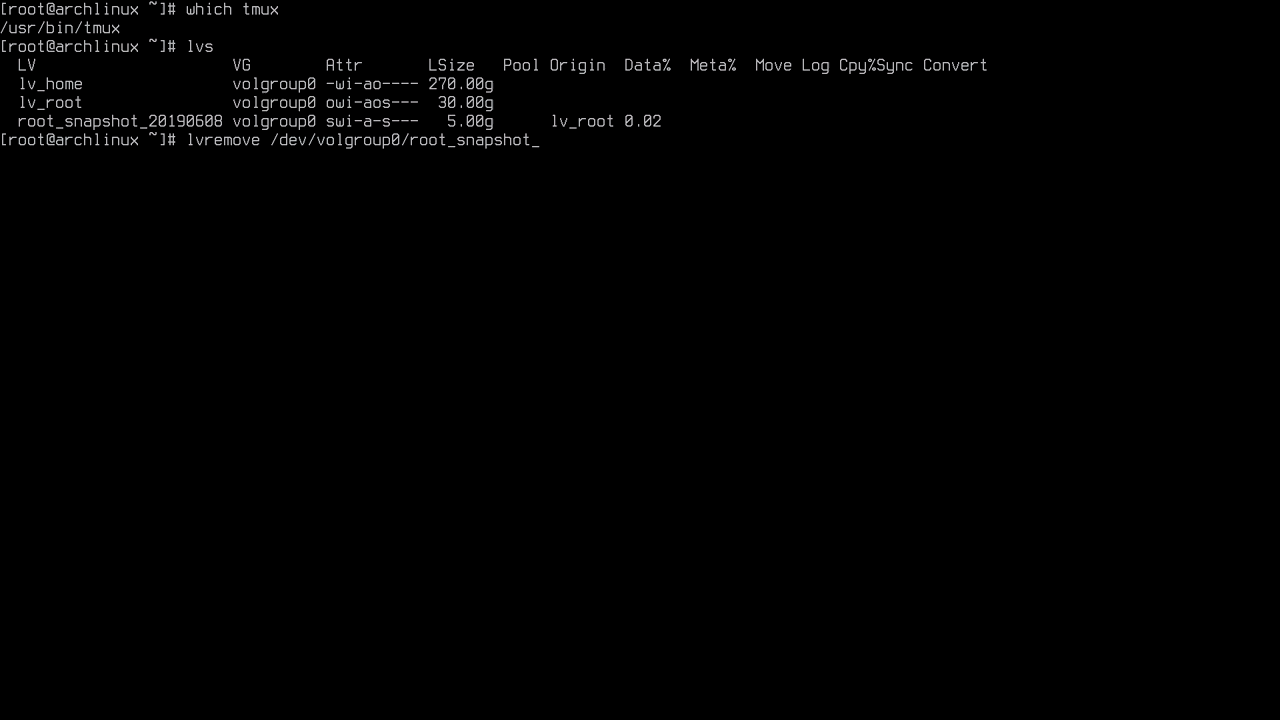 [root@archlinux ~]# which tmux
/usr/bin/tmux
[root@archlinux ~]# lvs
  LV                     VG        Attr       LSize   Pool Origin  Data%  Meta%  Move Log Cpy%Sync Convert
  lv_home                volgroup0 -wi-ao---- 270.00g
  lv_root                volgroup0 owi-aos---  30.00g
  root_snapshot_20190608 volgroup0 swi-a-s---   5.00g      lv_root 0.02
[root@archlinux ~]# lvremove /dev/volgroup0/root_snapshot_